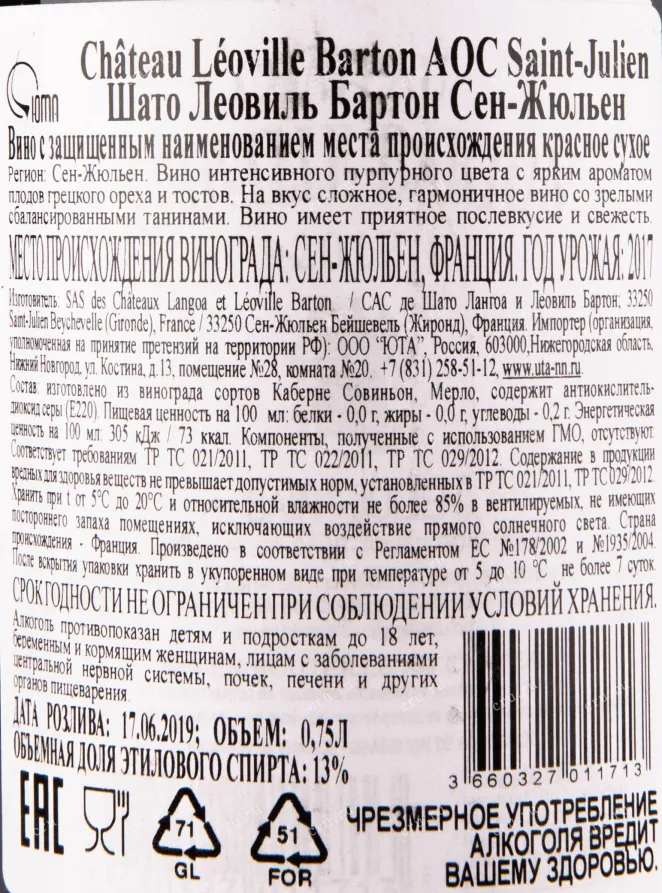 Château Léoville Barton AOC Saint-Julien
ЮТА
Шато Леовиль Бартон Сен-Жюльен
Вино с защищенным наименованием места происхождения красное сухое
Регион: Сен-Жюльен. Вино интенсивного пурпурного цвета с ярким ароматом
плодов грецкого ореха и тостов. На вкус сложное, гармоничное вино со зрелыми
сбалансированными танинами. Вино имеет приятное послевкусие и свежесть.
МЕСТО ПРОИСХОЖДЕНИЯ ВИНОГРАДА: СЕН-ЖЮЛЬЕН, ФРАНЦИЯ. ГОД УРОЖАЯ: 2017
Изготовитель: SAS des Châteaux Langoa et Léoville Barton / САС де Шато Лангоа и Леовиль Бартон; 33250
Saint-Julien Beychevelle (Gironde), France / 33250 Сен-Жюльен Бейшевель (Жиронд), Франция. Импортер (организация,
уполномоченная на принятие претензий на территории РФ): ООО "ЮТА", Россия, 603000,Нижегородская область,
Нижний Новгород, ул. Костина, д.13, помещение №28, комната №20. +7 (831) 258-51-12, www.uta-nn.ru.
Состав: изготовлено из винограда сортов Каберне Совиньон, Мерло, содержит антиокислитель-
диоксид серы (Е220). Пищевая ценность на 100 мл: белки - 0,0 г, жиры - 0,0 г, углеводы - 0,2 г. Энергетическая
ценность на 100 мл: 305 кДж / 73 ккал. Компоненты, полученные с использованием ГМО, отсутствуют.
Соответствует требованиям ТР ТС 021/2011, ТР ТС 022/2011, ТР ТС 029/2012. Содержание в продукции
вредных для здоровья веществ не превышает допустимых норм, установленных в ТР ТС 021/2011, ТР ТС 029/2012.
Хранить при t от 5°С до 20°С и относительной влажности не более 85% в вентилируемых, не имеющих
постороннего запаха помещениях, исключающих воздействие прямого солнечного света. Страна
происхождения - Франция. Произведено в соответствии с Регламентом ЕС №178/2002 и №1935/2004.
После вскрытия упаковки хранить в укупоренном виде при температуре от 5 до 10 °С не более 7 суток.
СРОК ГОДНОСТИ НЕ ОГРАНИЧЕН ПРИ СОБЛЮДЕНИИ УСЛОВИЙ ХРАНЕНИЯ.
Алкоголь противопоказан детям и подросткам до 18 лет,
беременным и кормящим женщинам, лицам с заболеваниями
центральной нервной системы, почек, печени и других
органов пищеварения.
ДАТА РОЗЛИВА: 17.06.2019; ОБЪЕМ: 0,75Л
ОБЪЕМНАЯ ДОЛЯ ЭТИЛОВОГО СПИРТА: 13%
3 660327 011713
EAC
71
GL
51
FOR
ЧРЕЗМЕРНОЕ УПОТРЕБЛЕНИЕ
АЛКОГОЛЯ ВРЕДИТ
ВАШЕМУ ЗДОРОВЬЮ.